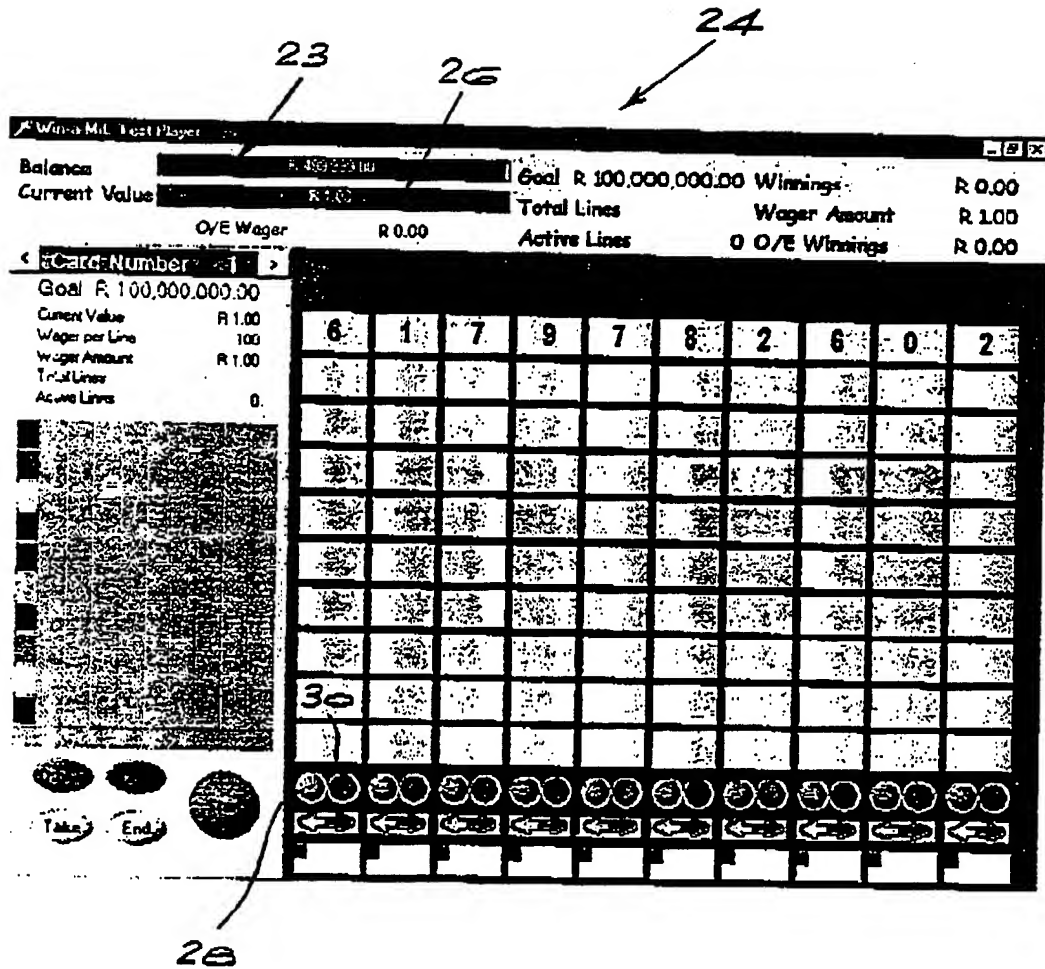 24
23
26
Win-a-Mil Test Player
Balance
Goal R 100,000,000.00 Winnings R 0.00
Current Value R 1.00
Total Lines Wager Amount R 1.00
O/E Wager R 0.00
Active Lines 0 O/E Winnings R 0.00
< Card Number 1 >
Goal R 100,000,000.00
Current Value R 1.00
Wager per Line 100
Wager Amount R 1.00
Total Lines
Active Lines 0
6 1 7 9 7 8 2 6 0 2
30
Take End
28